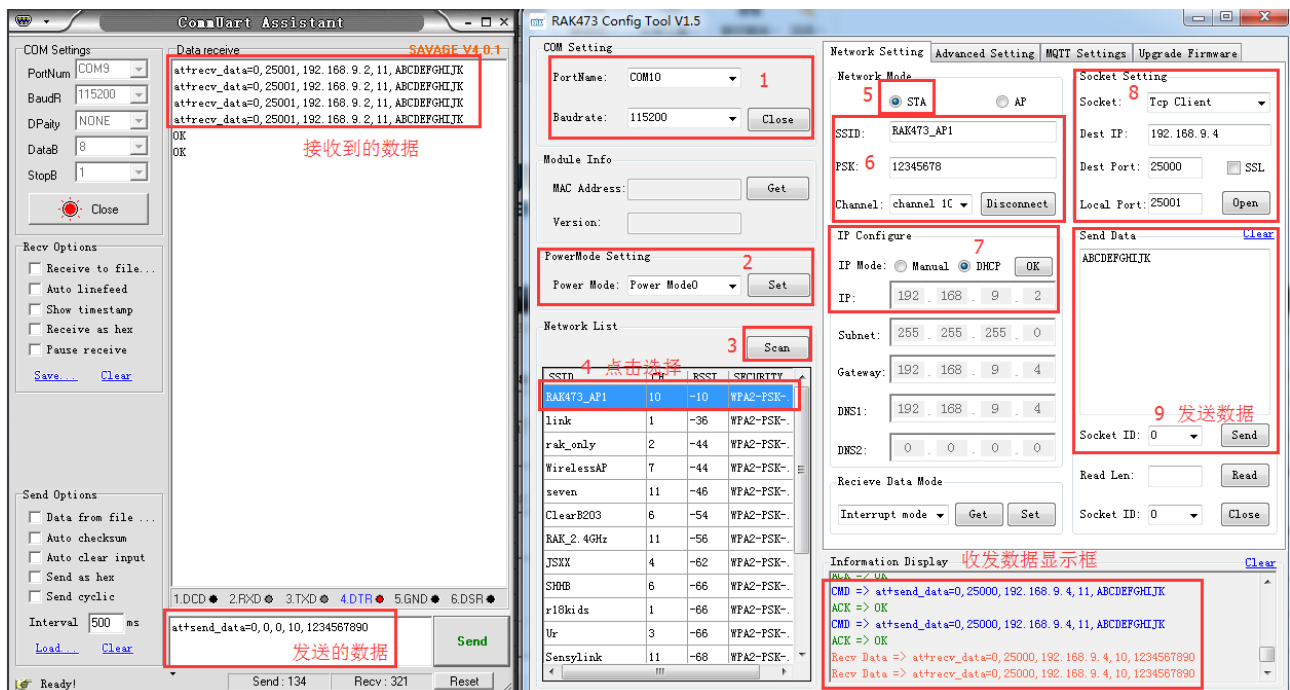 CommUart Assistant
COM Settings
PortNum COM9
BaudR 115200
DPaity NONE
DataB 8
StopB 1
Close
Recv Options
Receive to file...
Auto linefeed
Show timestamp
Receive as hex
Pause receive
Save... Clear
Send Options
Data from file ...
Auto checksum
Auto clear input
Send as hex
Send cyclic
Interval 500 ms
Load... Clear
Ready!
Data receive SAVAGE V4.0.1
at+recv_data=0,25001,192.168.9.2,11,ABCDEFGHIJK
at+recv_data=0,25001,192.168.9.2,11,ABCDEFGHIJK
at+recv_data=0,25001,192.168.9.2,11,ABCDEFGHIJK
at+recv_data=0,25001,192.168.9.2,11,ABCDEFGHIJK
OK
OK
接收到的数据
1.DCD 2.RXD 3.TXD 4.DTR 5.GND 6.DSR
at+send_data=0,0,0,10,1234567890
发送的数据
Send
Send : 134 Recv : 321 Reset
RAK473 Config Tool V1.5
COM Setting
PortName: COM10 1
Baudrate: 115200 Close
Module Info
MAC Address: Get
Version:
PowerMode Setting
2
Power Mode: Power Mode0 Set
Network List
3 Scan
4 点击选择
SSID CH RSSI SECURITY
RAK473_AP1 10 -10 WPA2-PSK-.
link 1 -36 WPA2-PSK-.
rak_only 2 -44 WPA2-PSK-.
WirelessAP 7 -44 WPA2-PSK-.
seven 11 -46 WPA2-PSK-.
ClearB203 6 -54 WPA2-PSK-.
RAK_2.4GHz 11 -56 WPA2-PSK-.
JSXX 4 -62 WPA2-PSK-.
SHHB 6 -66 WPA2-PSK-.
r18kids 1 -66 WPA2-PSK-.
Ur 3 -66 WPA2-PSK-.
Sensylink 11 -68 WPA2-PSK-.
Network Setting Advanced Setting MQTT Settings Upgrade Firmware
Network Mode
5 STA AP
SSID: RAK473_AP1
PSK: 6 12345678
Channel: channel 10 Disconnect
IP Configure
7
IP Mode: Manual DHCP OK
IP: 192 . 168 . 9 . 2
Subnet: 255 . 255 . 255 . 0
Gateway: 192 . 168 . 9 . 4
DNS1: 192 . 168 . 9 . 4
DNS2: 0 . 0 . 0 . 0
Recieve Data Mode
Interrupt mode Get Set
Socket Setting
8
Socket: Tcp Client
Dest IP: 192.168.9.4
Dest Port: 25000 SSL
Local Port: 25001 Open
Send Data Clear
ABCDEFGHIJK
9 发送数据
Socket ID: 0 Send
Read Len: Read
Socket ID: 0 Close
Information Display 收发数据显示框 Clear
ACK => OK
CMD => at+send_data=0,25000,192.168.9.4,11,ABCDEFGHIJK
ACK => OK
CMD => at+send_data=0,25000,192.168.9.4,11,ABCDEFGHIJK
ACK => OK
Recv Data => at+recv_data=0,25000,192.168.9.4,10,1234567890
Recv Data => at+recv_data=0,25000,192.168.9.4,10,1234567890